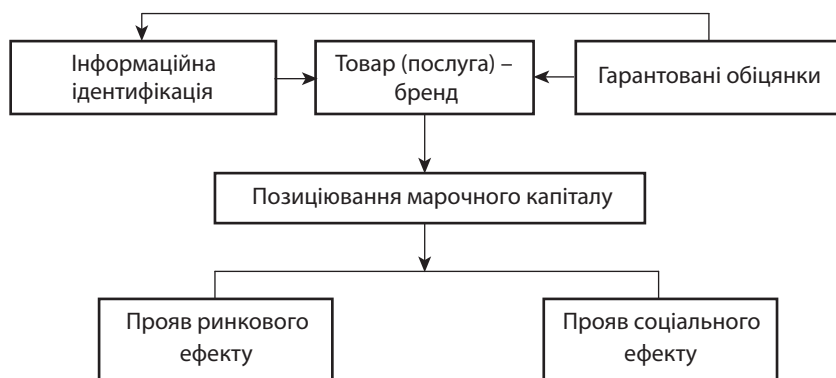 Інформаційна
ідентифікація
Товар (послуга) –
бренд
Гарантовані обіцянки
Позиціювання марочного капіталу
Прояв ринкового
ефекту
Прояв соціального
ефекту